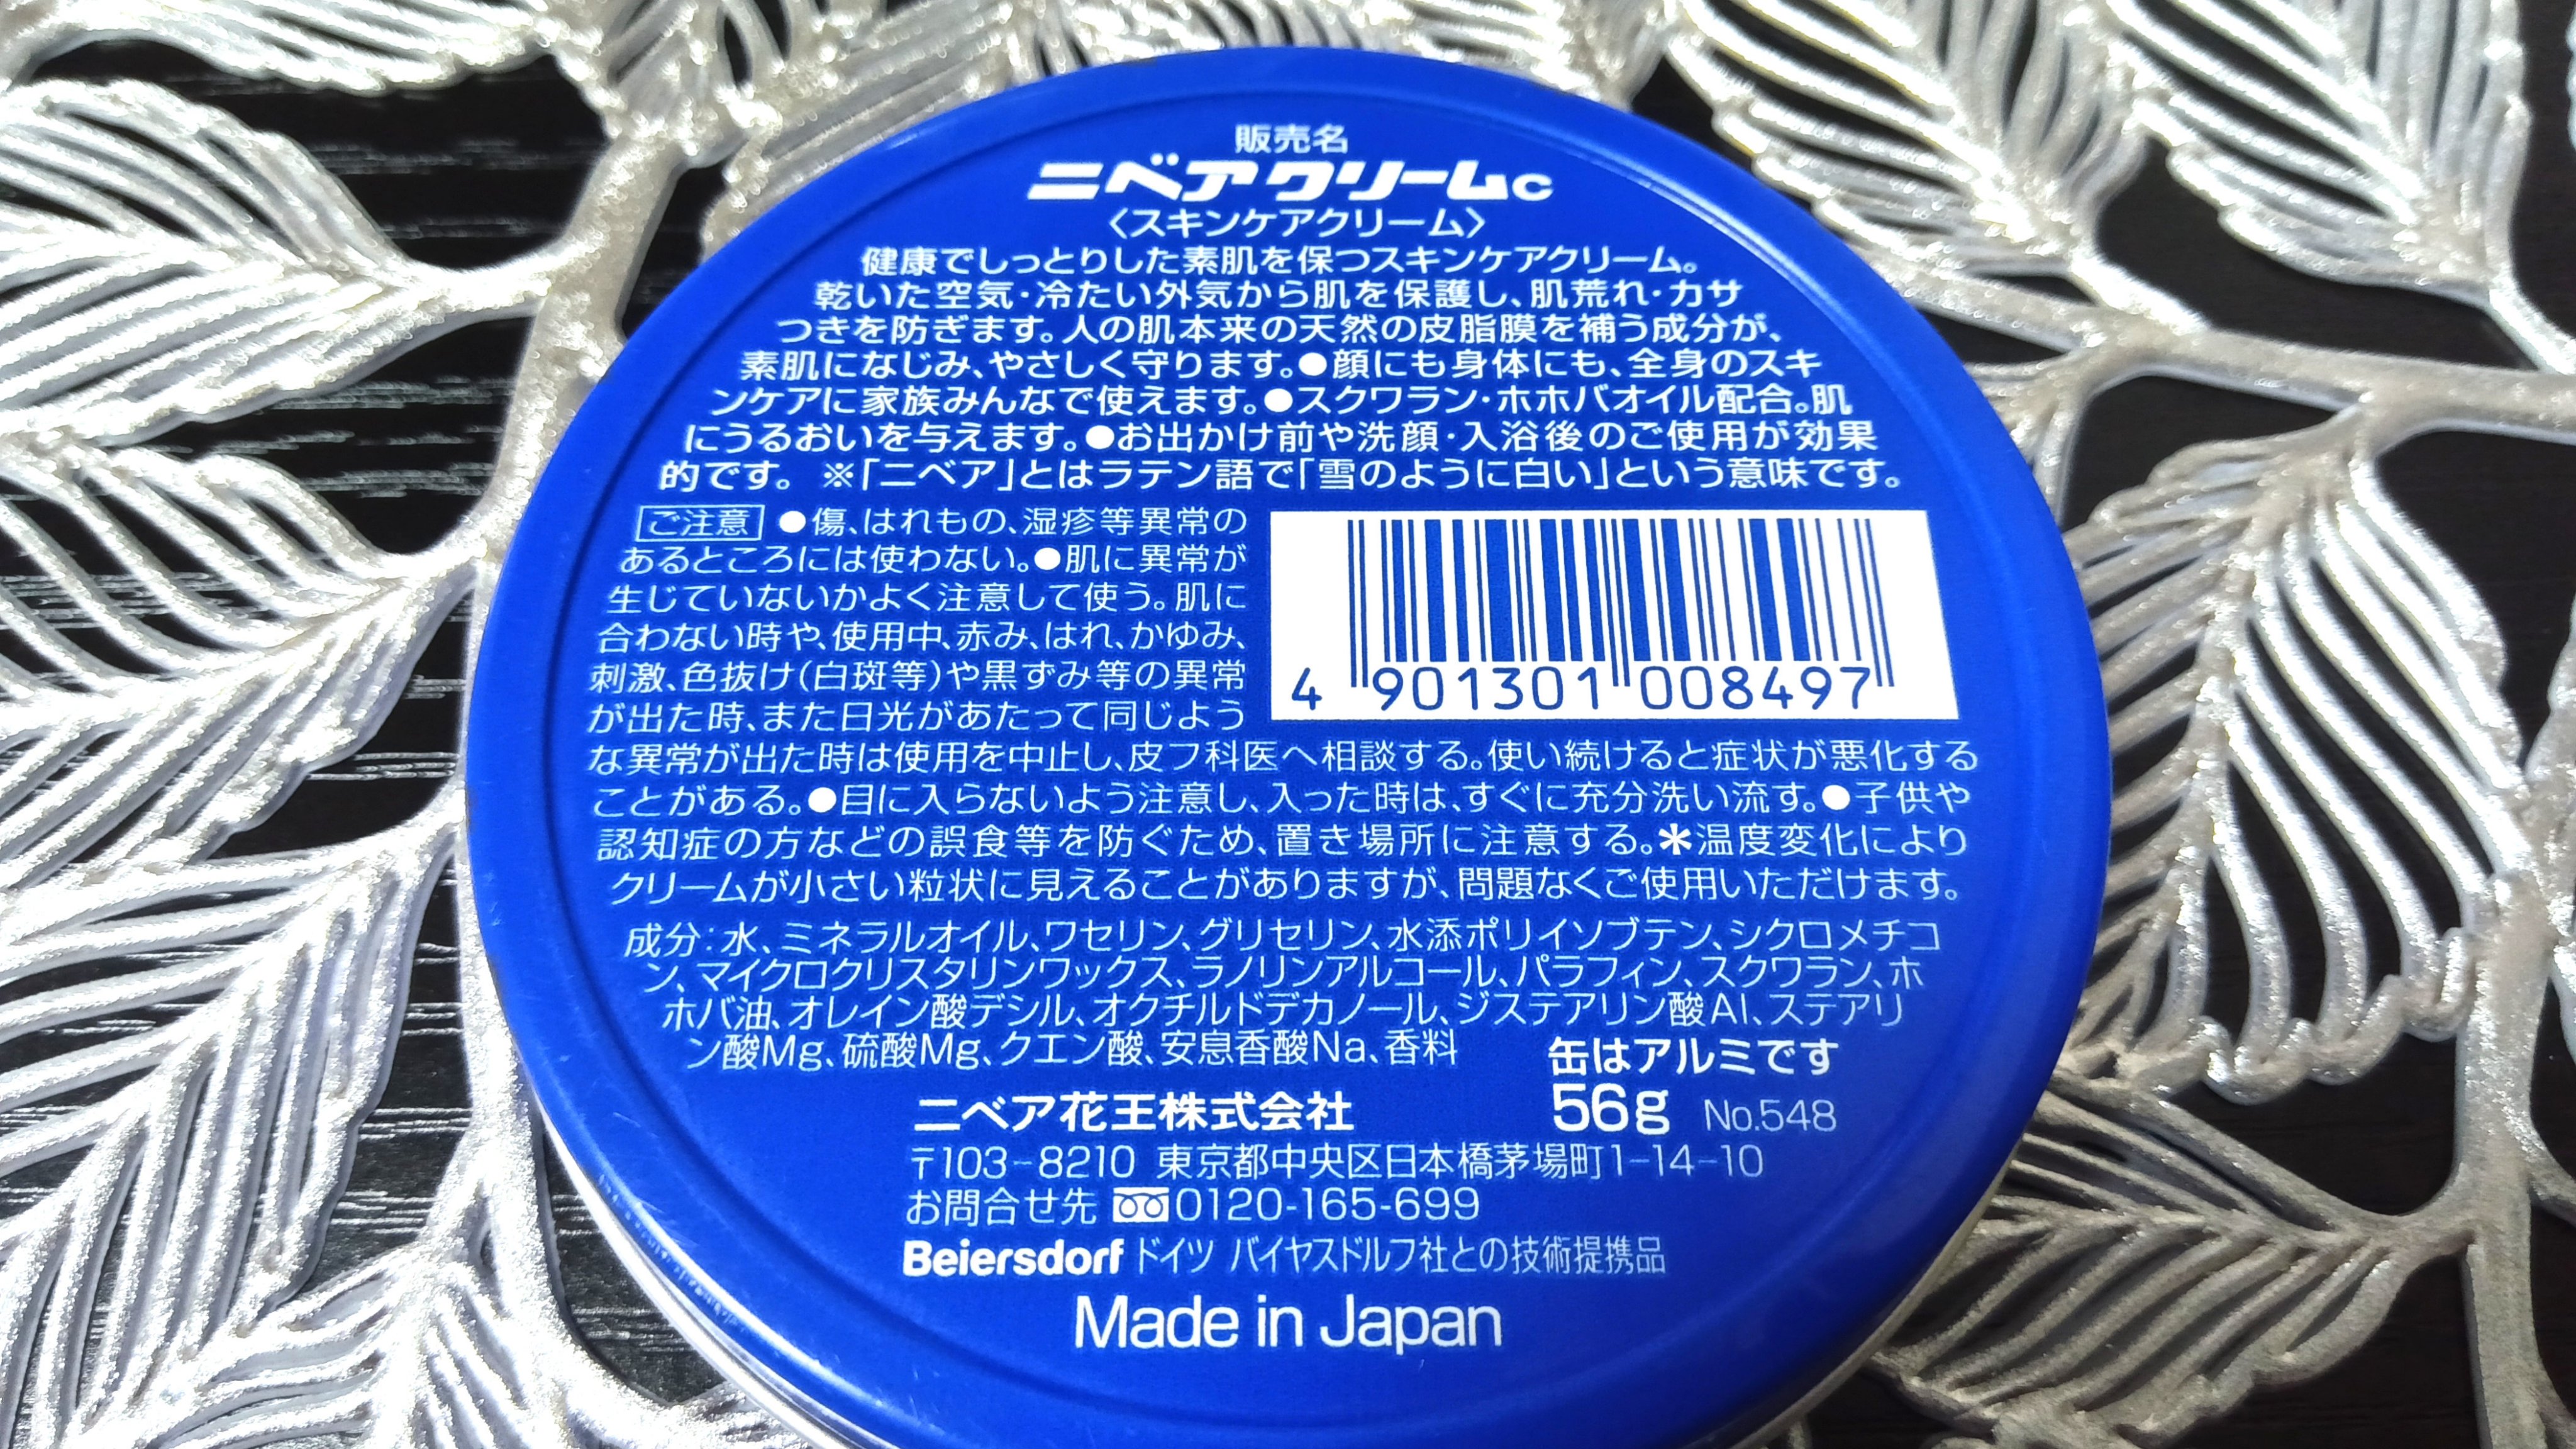 販売名
ニベアクリームc
〈スキンケアクリーム〉
健康でしっとりした素肌を保つスキンケアクリーム。
乾いた空気・冷たい外気から肌を保護し、肌荒れ・カサ
つきを防ぎます。人の肌本来の天然の皮脂膜を補う成分が、
素肌になじみ、やさしく守ります。●顔にも身体にも、全身のスキ
ンケアに家族みんなで使えます。●スクワラン・ホホバオイル配合。肌
にうるおいを与えます。●お出かけ前や洗顔・入浴後のご使用が効果
的です。 ※「ニベア」とはラテン語で「雪のように白い」という意味です。
ご注意 ●傷、はれもの、湿疹等異常の
あるところには使わない。●肌に異常が
生じていないかよく注意して使う。肌に
合わない時や、使用中、赤み、はれ、かゆみ、
刺激、色抜け(白斑等)や黒ずみ等の異常
が出た時、また日光があたって同じよう
な異常が出た時は使用を中止し、皮フ科医へ相談する。使い続けると症状が悪化する
ことがある。●目に入らないよう注意し、入った時は、すぐに充分洗い流す。●子供や
認知症の方などの誤食等を防ぐため、置き場所に注意する。＊温度変化により
クリームが小さい粒状に見えることがありますが、問題なくご使用いただけます。
4 901301 008497
成分：水、ミネラルオイル、ワセリン、グリセリン、水添ポリイソブテン、シクロメチコ
ン、マイクロクリスタリンワックス、ラノリンアルコール、パラフィン、スクワラン、ホ
ホバ油、オレイン酸デシル、オクチルドデカノール、ジステアリン酸Al、ステアリ
ン酸Mg、硫酸Mg、クエン酸、安息香酸Na、香料
缶はアルミです
56g No.548
ニベア花王株式会社
〒103-8210 東京都中央区日本橋茅場町1-14-10
お問合せ先 0120-165-699
Beiersdorf ドイツ バイヤスドルフ社との技術提携品
Made in Japan